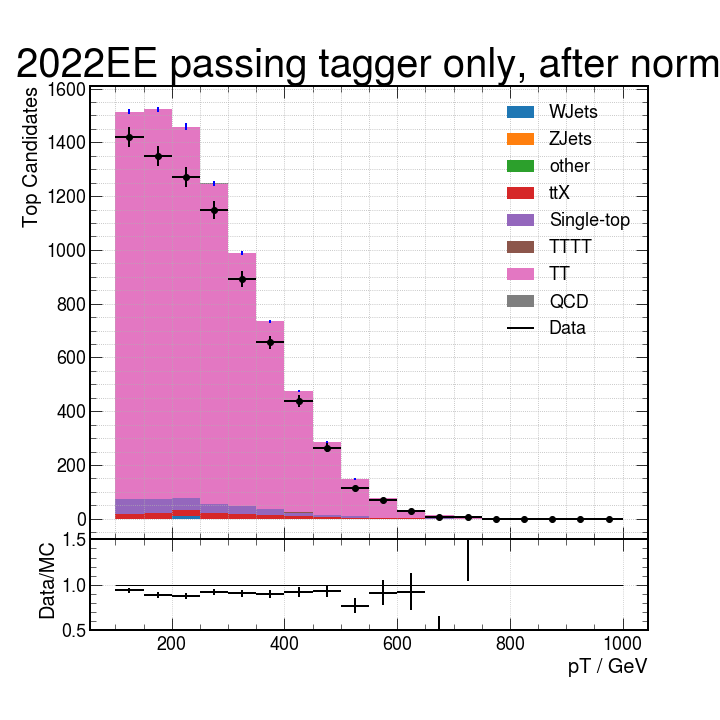 2022EE passing tagger only, after norm
Top Candidates
1600
1400
1200
1000
800
600
400
200
0
WJets
ZJets
other
ttX
Single-top
TTTT
TT
QCD
Data
Data/MC
1.5
1.0
0.5
200
400
600
800
1000
pT / GeV